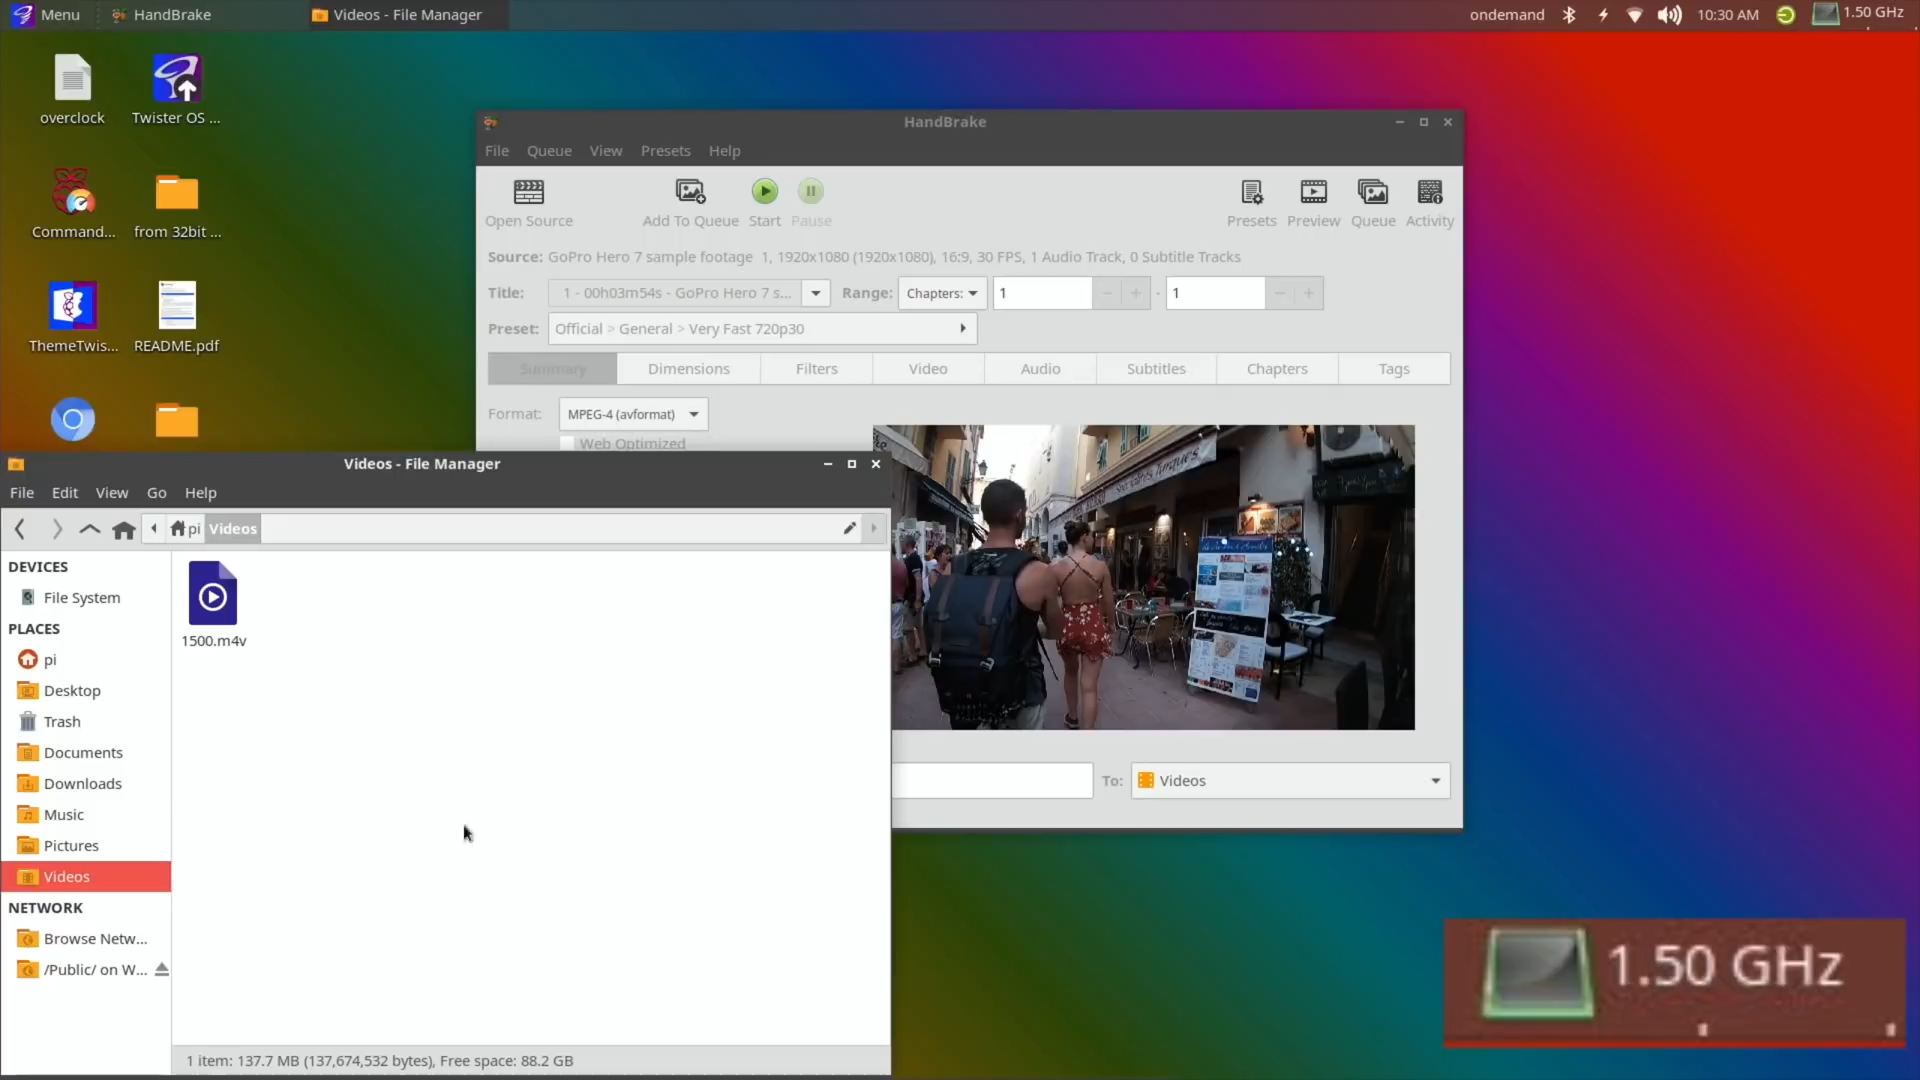 Menu HandBrake Videos - File Manager ondemand 10:30 AM 1.50 GHz
overclock Twister OS ...
Command... from 32bit ...
ThemeTwis... README.pdf
HandBrake
File Queue View Presets Help
Open Source Add To Queue Start Pause Presets Preview Queue Activity
Source: GoPro Hero 7 sample footage 1, 1920x1080 (1920x1080), 16:9, 30 FPS, 1 Audio Track, 0 Subtitle Tracks
Title: 1 - 00h03m54s - GoPro Hero 7 s... Range: Chapters: 1 - 1
Preset: Official > General > Very Fast 720p30
Summary Dimensions Filters Video Audio Subtitles Chapters Tags
Format: MPEG-4 (avformat)
Web Optimized
To: Videos
Videos - File Manager
File Edit View Go Help
pi Videos
DEVICES
File System
PLACES
pi
Desktop
Trash
Documents
Downloads
Music
Pictures
Videos
NETWORK
Browse Netw...
/Public/ on W...
1500.m4v
1 item: 137.7 MB (137,674,532 bytes), Free space: 88.2 GB
1.50 GHz